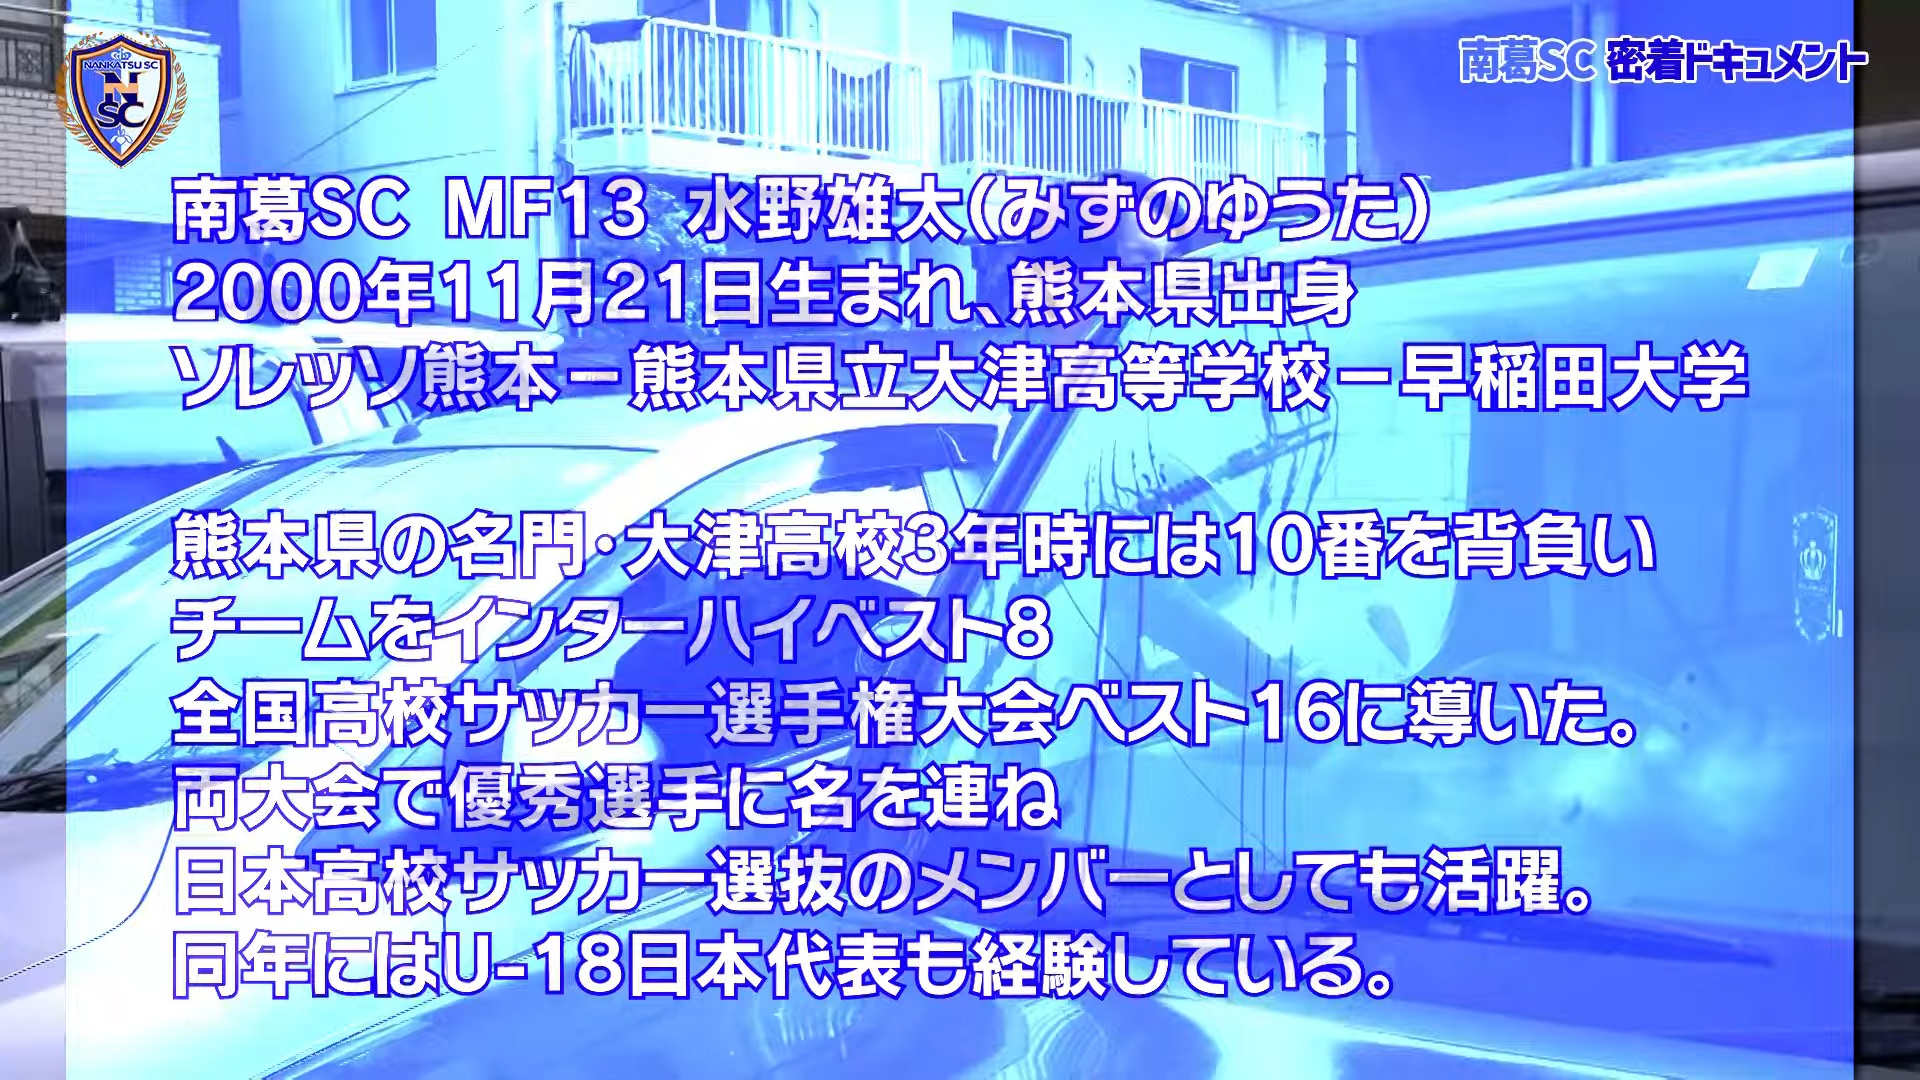 NANKATSU SC
N
SC
南葛SC 密着ドキュメント
南葛SC MF13 水野雄太(みずのゆうた)
2000年11月21日生まれ、熊本県出身
ソレッソ熊本－熊本県立大津高等学校－早稲田大学
熊本県の名門・大津高校3年時には10番を背負い
チームをインターハイベスト8
全国高校サッカー選手権大会ベスト16に導いた。
両大会で優秀選手に名を連ね
日本高校サッカー選抜のメンバーとしても活躍。
同年にはU-18日本代表も経験している。